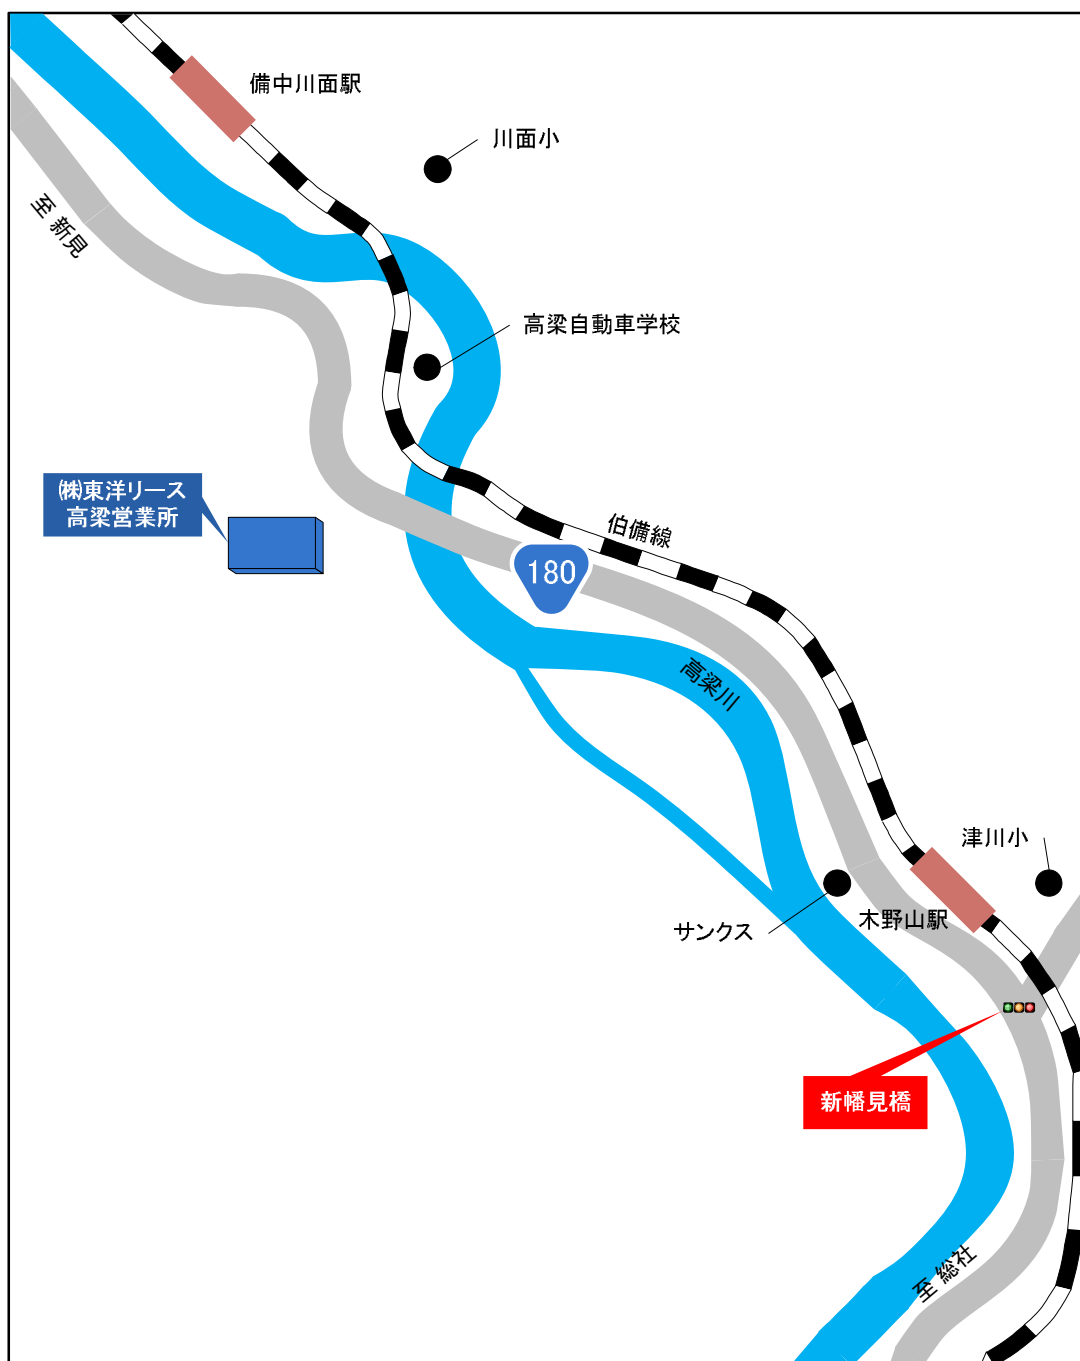 備中川面駅
川面小
至 新見
高梁自動車学校
㈱東洋リース
高梁営業所
伯備線
180
高梁川
津川小
木野山駅
サンクス
新幡見橋
至 総社